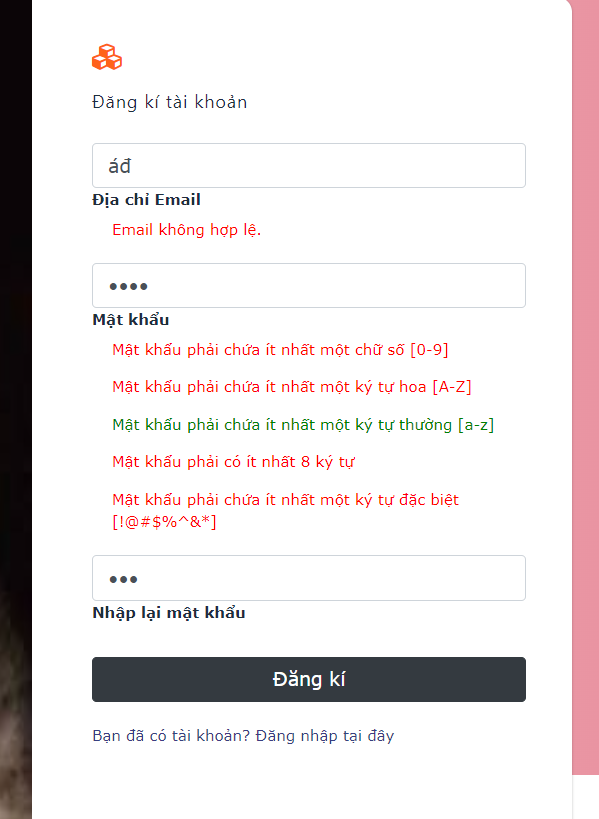 Đăng kí tài khoản
áđ
Địa chỉ Email
Email không hợp lệ.
••••
Mật khẩu
Mật khẩu phải chứa ít nhất một chữ số [0-9]
Mật khẩu phải chứa ít nhất một ký tự hoa [A-Z]
Mật khẩu phải chứa ít nhất một ký tự thường [a-z]
Mật khẩu phải có ít nhất 8 ký tự
Mật khẩu phải chứa ít nhất một ký tự đặc biệt
[!@#$%^&*]
•••
Nhập lại mật khẩu
Đăng kí
Bạn đã có tài khoản? Đăng nhập tại đây